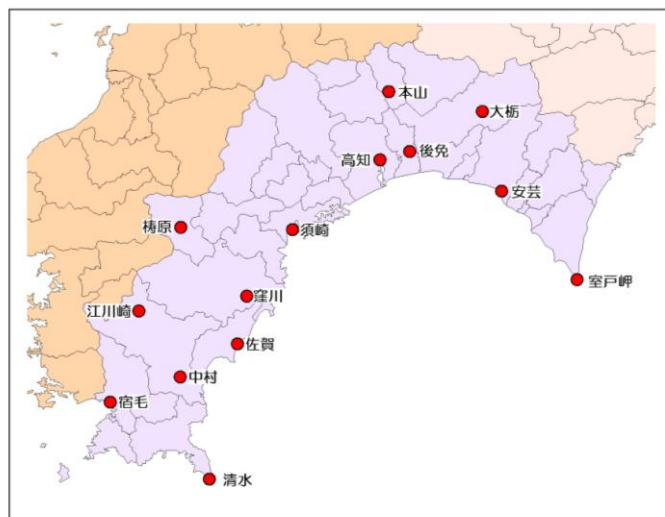 本山
大栃
後免
高知
安芸
梼原
須崎
室戸岬
窪川
江川崎
佐賀
中村
宿毛
清水